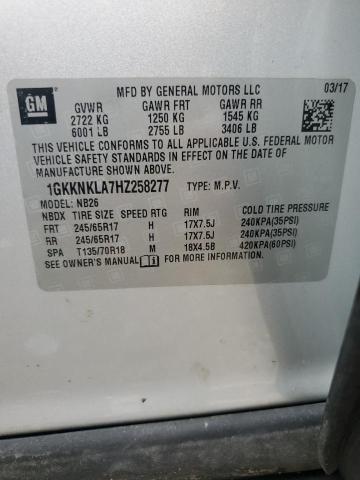 GM
MFD BY GENERAL MOTORS LLC 03/17
GVWR GAWR FRT GAWR RR
2722 KG 1250 KG 1545 KG
6001 LB 2755 LB 3406 LB
THIS VEHICLE CONFORMS TO ALL APPLICABLE U.S. FEDERAL MOTOR
VEHICLE SAFETY STANDARDS IN EFFECT ON THE DATE OF
MANUFACTURE SHOWN ABOVE.
1GKKNKLA7HZ258277 TYPE: M.P.V.
MODEL: NB26
NBDX TIRE SIZE SPEED RTG RIM COLD TIRE PRESSURE
FRT 245/65R17 H 17X7.5J 240KPA(35PSI)
RR 245/65R17 H 17X7.5J 240KPA(35PSI)
SPA T135/70R18 M 18X4.5B 420KPA(60PSI)
SEE OWNER'S MANUAL FOR MORE INFORMATION.